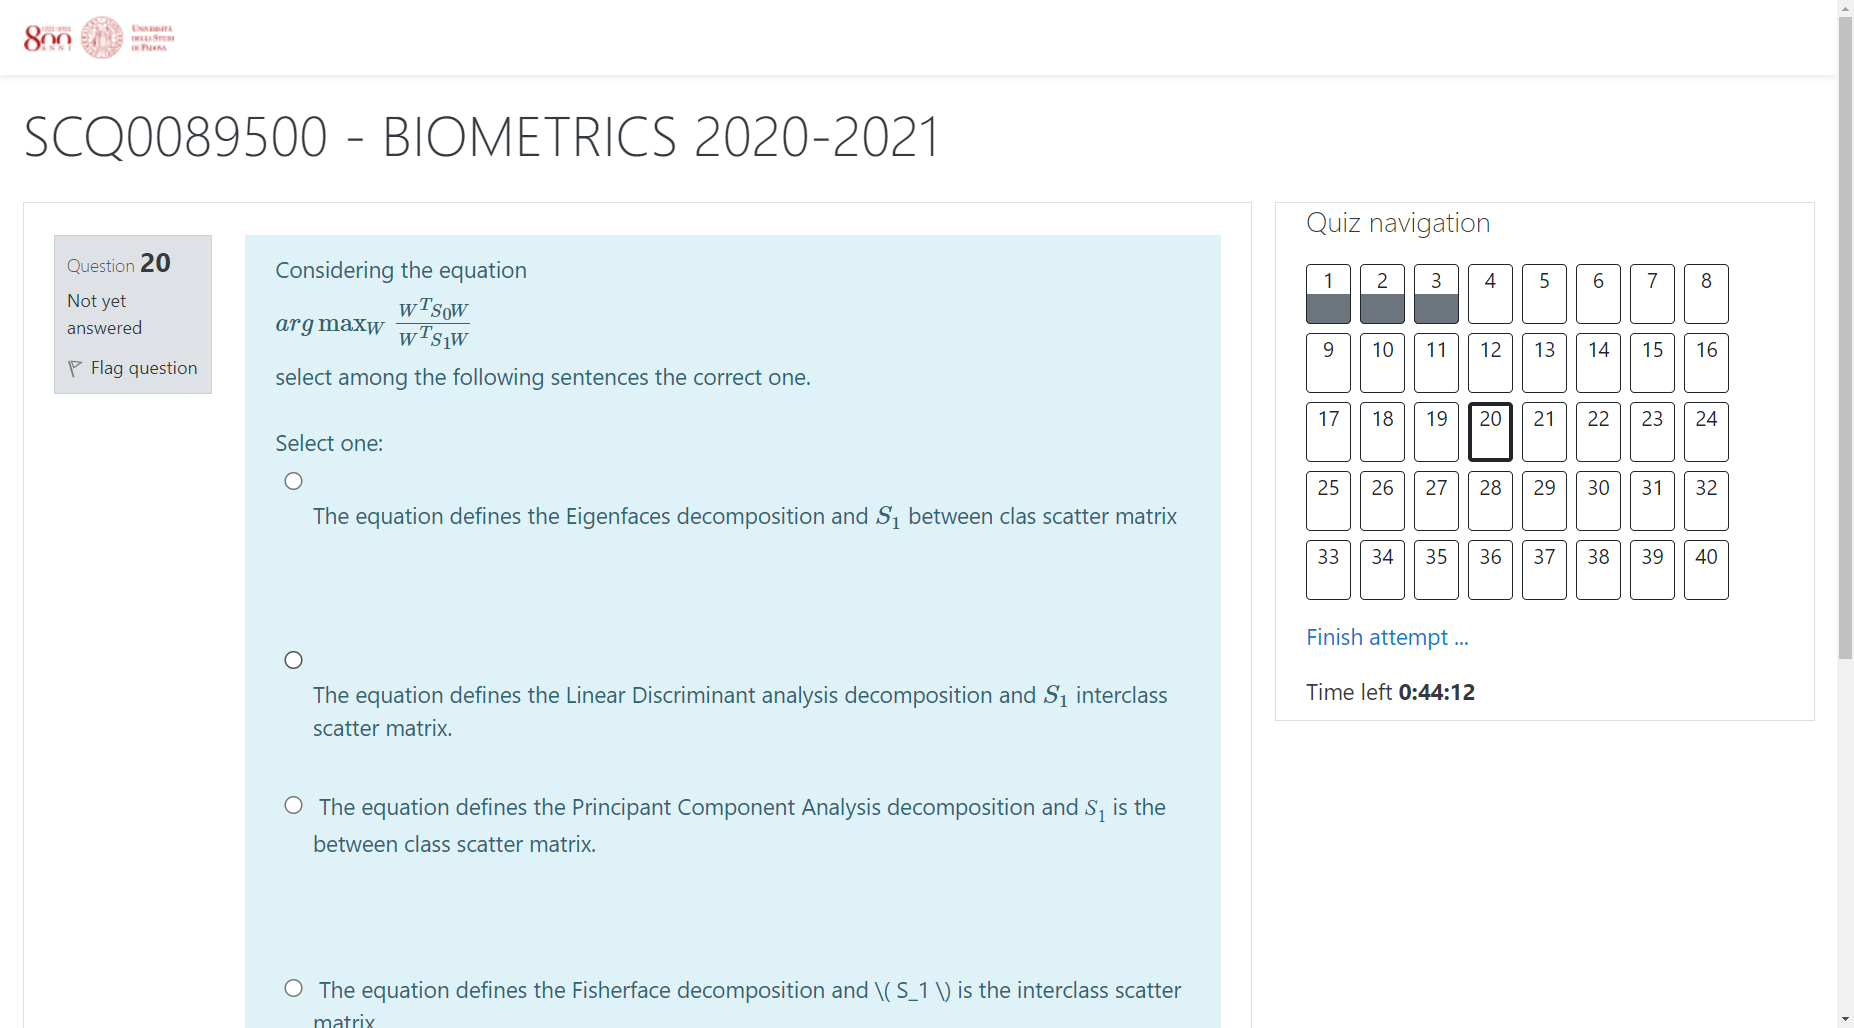 800
1222-2022
ANNI
UNIVERSITÀ
DEGLI STUDI
DI PADOVA
SCQ0089500 - BIOMETRICS 2020-2021
Question 20
Not yet
answered
Flag question
Considering the equation
arg max_W \frac{W^T S_0 W}{W^T S_1 W}
select among the following sentences the correct one.
Select one:
The equation defines the Eigenfaces decomposition and S₁ between clas scatter matrix
The equation defines the Linear Discriminant analysis decomposition and S₁ interclass
scatter matrix.
The equation defines the Principant Component Analysis decomposition and S₁ is the
between class scatter matrix.
The equation defines the Fisherface decomposition and \( S_1 \) is the interclass scatter
matrix
Quiz navigation
1 2 3 4 5 6 7 8
9 10 11 12 13 14 15 16
17 18 19 20 21 22 23 24
25 26 27 28 29 30 31 32
33 34 35 36 37 38 39 40
Finish attempt ...
Time left 0:44:12